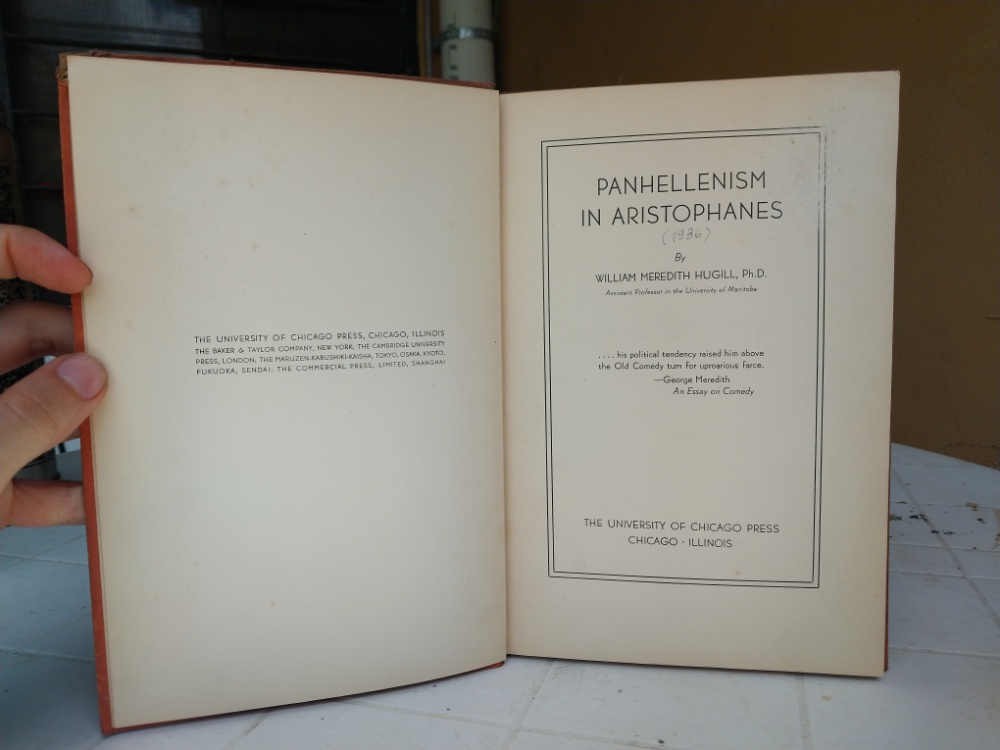 THE UNIVERSITY OF CHICAGO PRESS, CHICAGO, ILLINOIS
THE BAKER & TAYLOR COMPANY, NEW YORK; THE CAMBRIDGE UNIVERSITY
PRESS, LONDON; THE MARUZEN-KABUSHIKI-KAISHA, TOKYO, OSAKA, KYOTO,
FUKUOKA, SENDAI; THE COMMERCIAL PRESS, LIMITED, SHANGHAI
PANHELLENISM
IN ARISTOPHANES
(1936)
By
WILLIAM MEREDITH HUGILL, Ph.D.
Assistant Professor in the University of Manitoba
. . . . his political tendency raised him above
the Old Comedy turn for uproarious farce.
—George Meredith
An Essay on Comedy
THE UNIVERSITY OF CHICAGO PRESS
CHICAGO · ILLINOIS